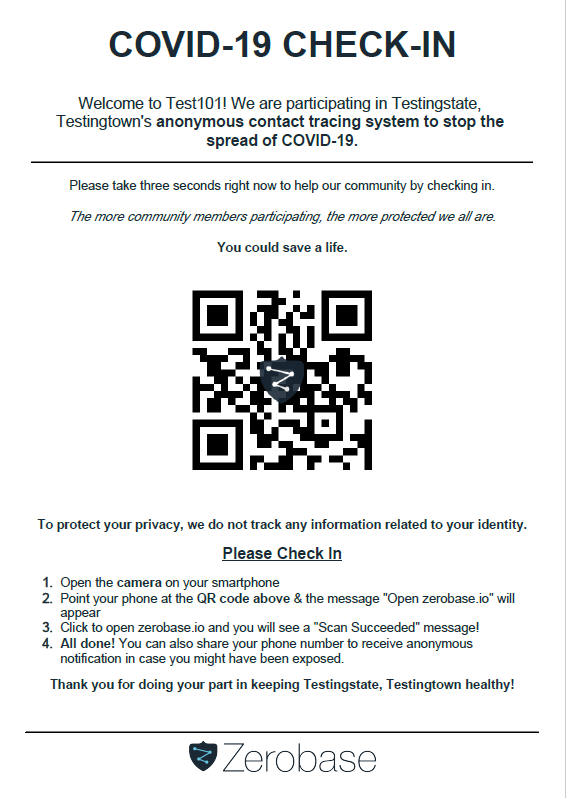 COVID-19 CHECK-IN
Welcome to Test101! We are participating in Testingstate,
Testingtown's anonymous contact tracing system to stop the
spread of COVID-19.
Please take three seconds right now to help our community by checking in.
The more community members participating, the more protected we all are.
You could save a life.
To protect your privacy, we do not track any information related to your identity.
Please Check In
1. Open the camera on your smartphone
2. Point your phone at the QR code above & the message "Open zerobase.io" will
appear
3. Click to open zerobase.io and you will see a "Scan Succeeded" message!
4. All done! You can also share your phone number to receive anonymous
notification in case you might have been exposed.
Thank you for doing your part in keeping Testingstate, Testingtown healthy!
Zerobase